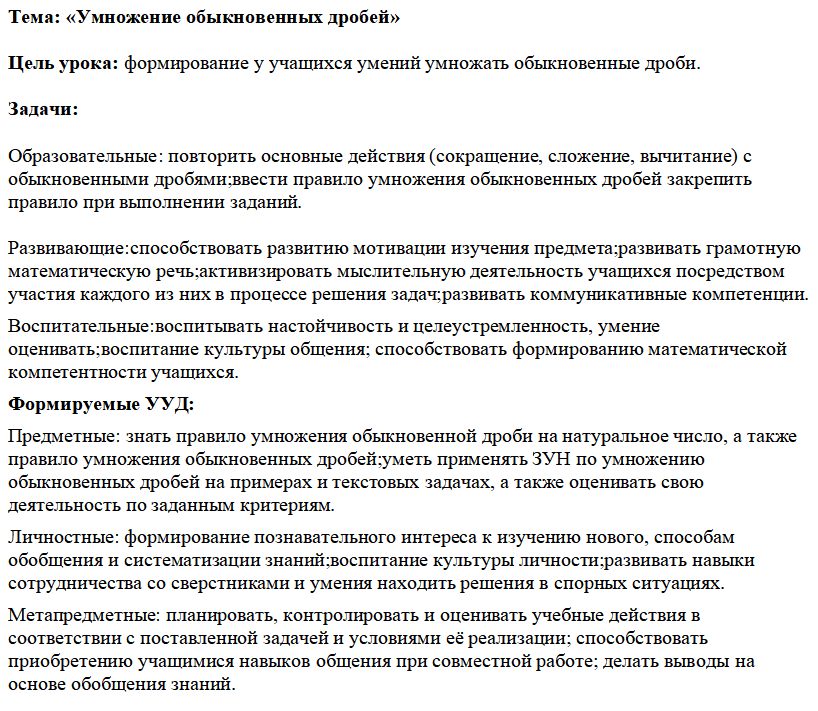 Тема: «Умножение обыкновенных дробей»
Цель урока: формирование у учащихся умений умножать обыкновенные дроби.
Задачи:
Образовательные: повторить основные действия (сокращение, сложение, вычитание) с
обыкновенными дробями;ввести правило умножения обыкновенных дробей закрепить
правило при выполнении заданий.
Развивающие:способствовать развитию мотивации изучения предмета;развивать грамотную
математическую речь;активизировать мыслительную деятельность учащихся посредством
участия каждого из них в процессе решения задач;развивать коммуникативные компетенции.
Воспитательные:воспитывать настойчивость и целеустремленность, умение
оценивать;воспитание культуры общения; способствовать формированию математической
компетентности учащихся.
Формируемые УУД:
Предметные: знать правило умножения обыкновенной дроби на натуральное число, а также
правило умножения обыкновенных дробей;уметь применять ЗУН по умножению
обыкновенных дробей на примерах и текстовых задачах, а также оценивать свою
деятельность по заданным критериям.
Личностные: формирование познавательного интереса к изучению нового, способам
обобщения и систематизации знаний;воспитание культуры личности;развивать навыки
сотрудничества со сверстниками и умения находить решения в спорных ситуациях.
Метапредметные: планировать, контролировать и оценивать учебные действия в
соответствии с поставленной задачей и условиями её реализации; способствовать
приобретению учащимися навыков общения при совместной работе; делать выводы на
основе обобщения знаний.